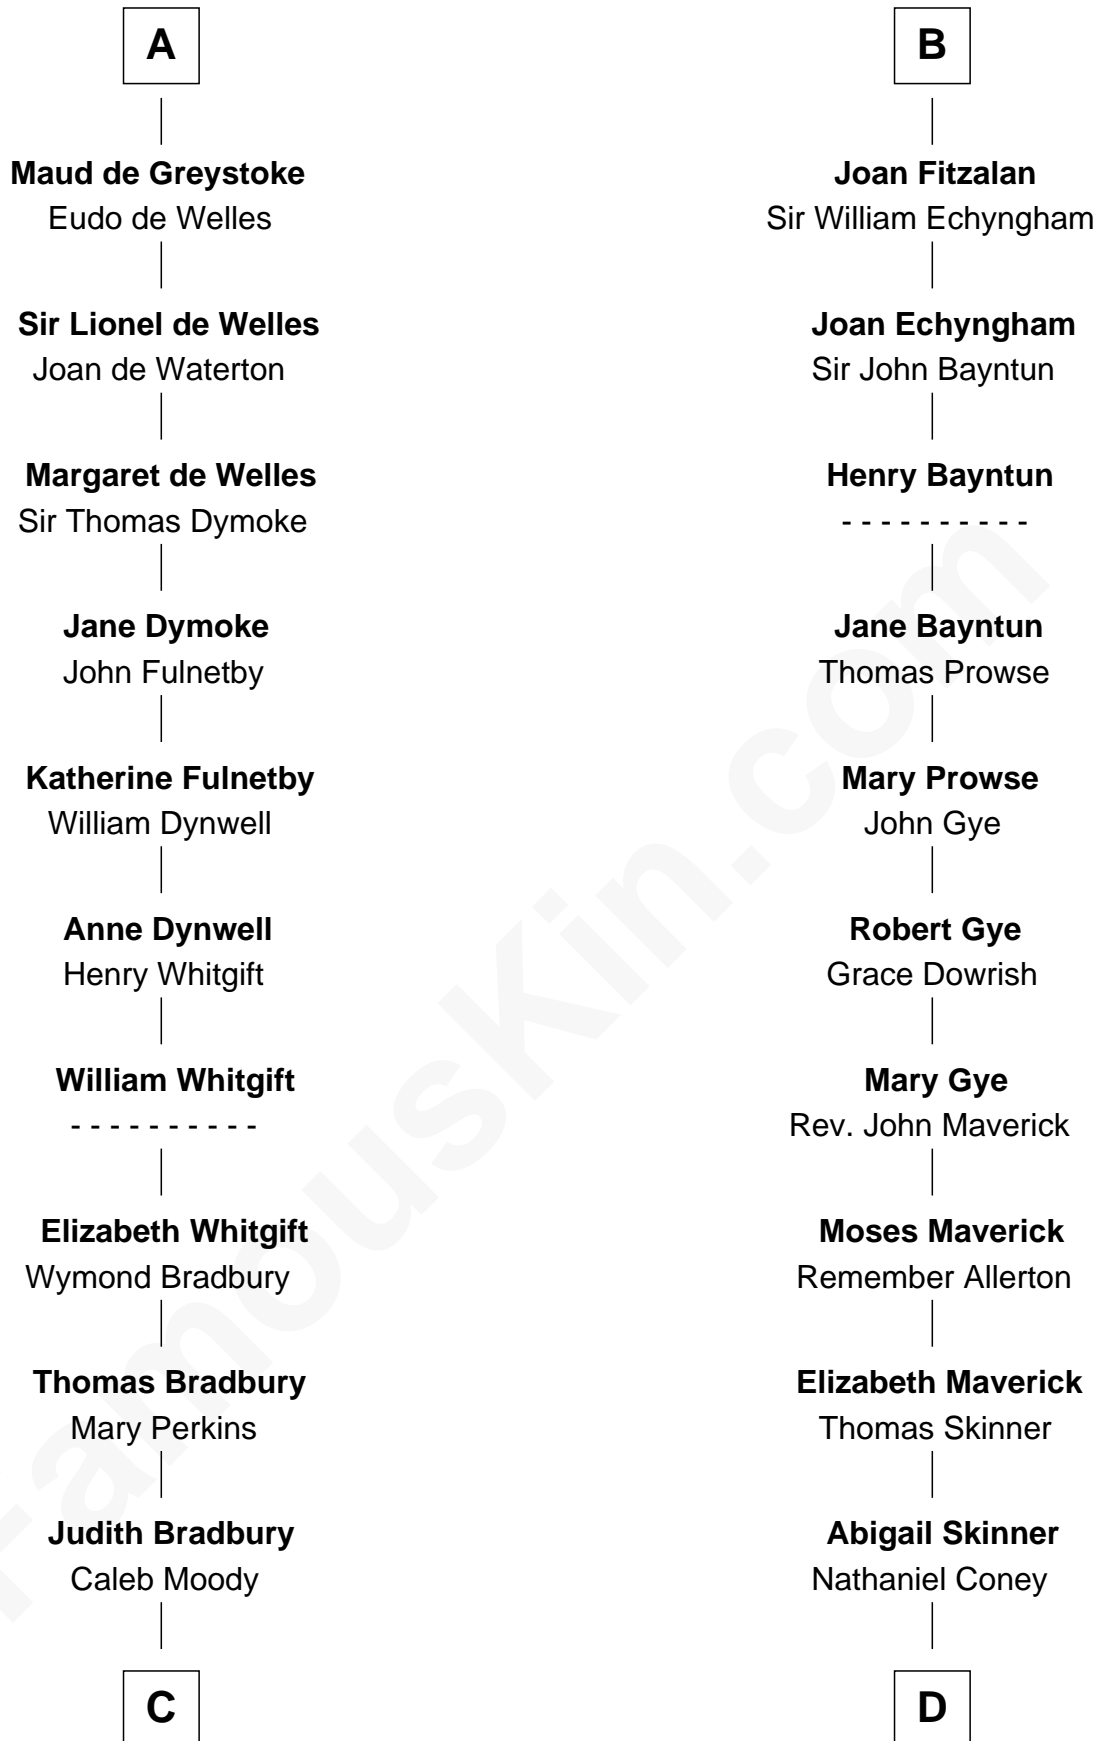 A
Maud de Greystoke
Eudo de Welles
Sir Lionel de Welles
Joan de Waterton
Margaret de Welles
Sir Thomas Dymoke
Jane Dymoke
John Fulnetby
Katherine Fulnetby
William Dynwell
Anne Dynwell
Henry Whitgift
William Whitgift
- - - - - - - - - -
Elizabeth Whitgift
Wymond Bradbury
Thomas Bradbury
Mary Perkins
Judith Bradbury
Caleb Moody
C
B
Joan Fitzalan
Sir William Echyngham
Joan Echyngham
Sir John Bayntun
Henry Bayntun
- - - - - - - - - -
Jane Bayntun
Thomas Prowse
Mary Prowse
John Gye
Robert Gye
Grace Dowrish
Mary Gye
Rev. John Maverick
Moses Maverick
Remember Allerton
Elizabeth Maverick
Thomas Skinner
Abigail Skinner
Nathaniel Coney
D
FamousKin.com